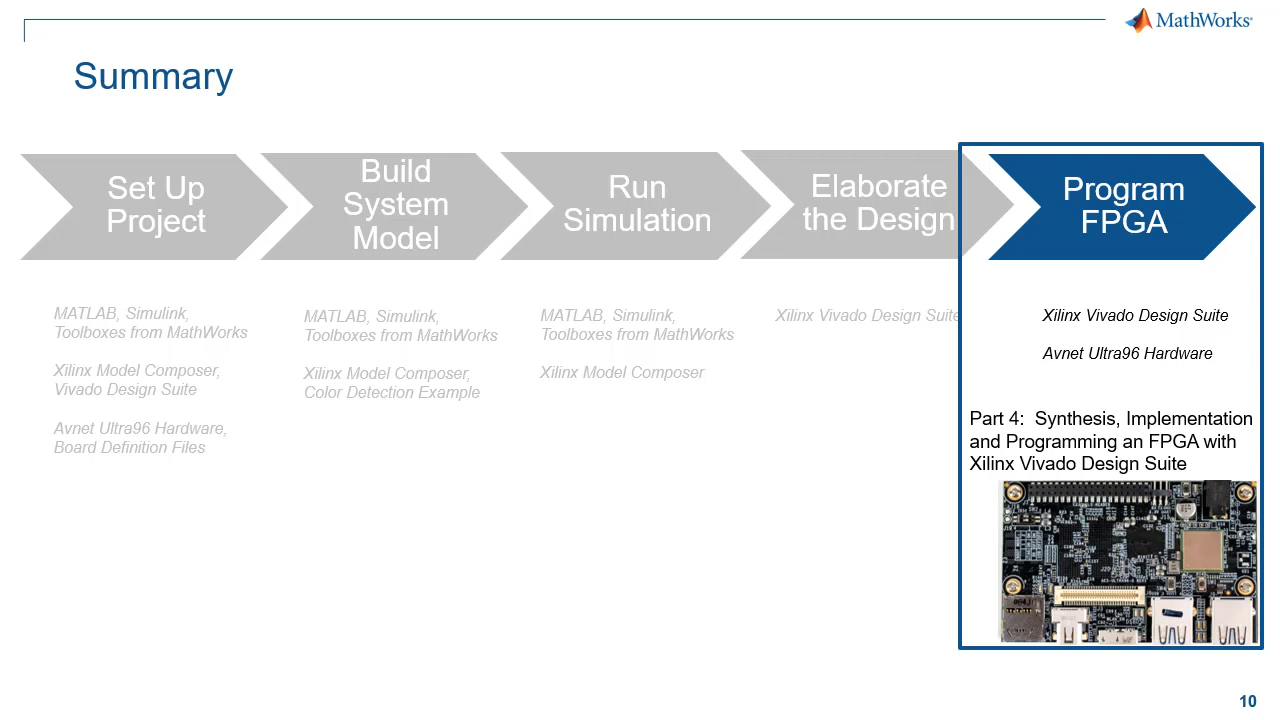 MathWorks
Summary
Set Up
Project
Build
System
Model
Run
Simulation
Elaborate
the Design
Program
FPGA
MATLAB, Simulink,
Toolboxes from MathWorks
Xilinx Model Composer,
Vivado Design Suite
Avnet Ultra96 Hardware,
Board Definition Files
MATLAB, Simulink,
Toolboxes from MathWorks
Xilinx Model Composer,
Color Detection Example
MATLAB, Simulink,
Toolboxes from MathWorks
Xilinx Model Composer
Xilinx Vivado Design Suite
Xilinx Vivado Design Suite
Avnet Ultra96 Hardware
Part 4:  Synthesis, Implementation
and Programming an FPGA with
Xilinx Vivado Design Suite
10